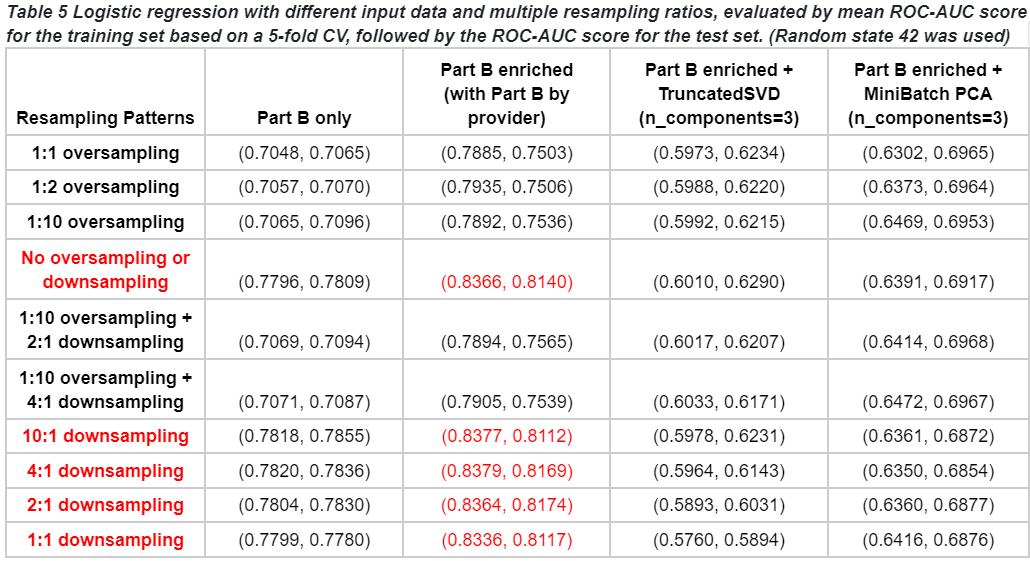 Table 5 Logistic regression with different input data and multiple resampling ratios, evaluated by mean ROC-AUC score
for the training set based on a 5-fold CV, followed by the ROC-AUC score for the test set. (Random state 42 was used)
Resampling Patterns Part B only Part B enriched (with Part B by provider) Part B enriched + TruncatedSVD (n_components=3) Part B enriched + MiniBatch PCA (n_components=3)
1:1 oversampling (0.7048, 0.7065) (0.7885, 0.7503) (0.5973, 0.6234) (0.6302, 0.6965)
1:2 oversampling (0.7057, 0.7070) (0.7935, 0.7506) (0.5988, 0.6220) (0.6373, 0.6964)
1:10 oversampling (0.7065, 0.7096) (0.7892, 0.7536) (0.5992, 0.6215) (0.6469, 0.6953)
No oversampling or downsampling (0.7796, 0.7809) (0.8366, 0.8140) (0.6010, 0.6290) (0.6391, 0.6917)
1:10 oversampling + 2:1 downsampling (0.7069, 0.7094) (0.7894, 0.7565) (0.6017, 0.6207) (0.6414, 0.6968)
1:10 oversampling + 4:1 downsampling (0.7071, 0.7087) (0.7905, 0.7539) (0.6033, 0.6171) (0.6472, 0.6967)
10:1 downsampling (0.7818, 0.7855) (0.8377, 0.8112) (0.5978, 0.6231) (0.6361, 0.6872)
4:1 downsampling (0.7820, 0.7836) (0.8379, 0.8169) (0.5964, 0.6143) (0.6350, 0.6854)
2:1 downsampling (0.7804, 0.7830) (0.8364, 0.8174) (0.5893, 0.6031) (0.6360, 0.6877)
1:1 downsampling (0.7799, 0.7780) (0.8336, 0.8117) (0.5760, 0.5894) (0.6416, 0.6876)